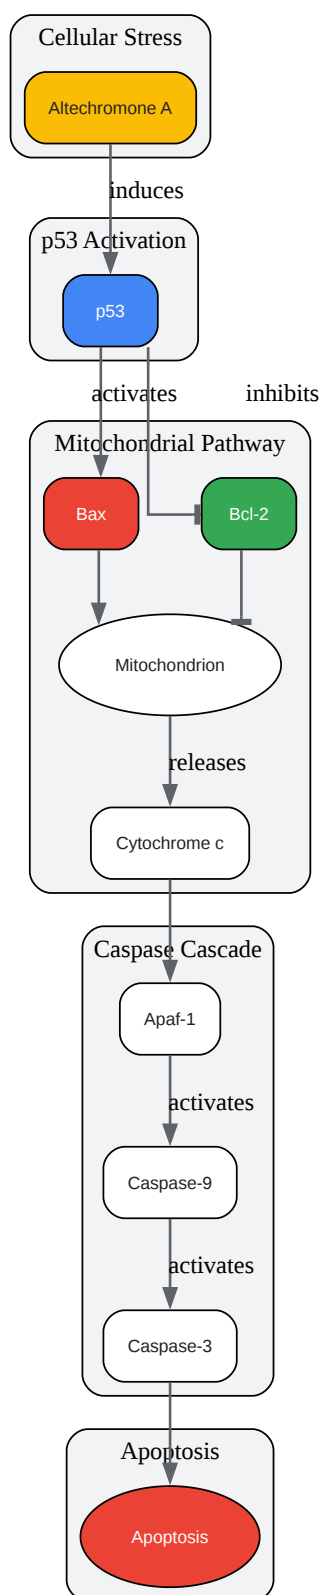 Cellular Stress
Altechromone A
induces
p53 Activation
p53
activates
inhibits
Mitochondrial Pathway
Bax
Bcl-2
Mitochondrion
releases
Cytochrome c
Caspase Cascade
Apaf-1
activates
Caspase-9
activates
Caspase-3
Apoptosis
Apoptosis